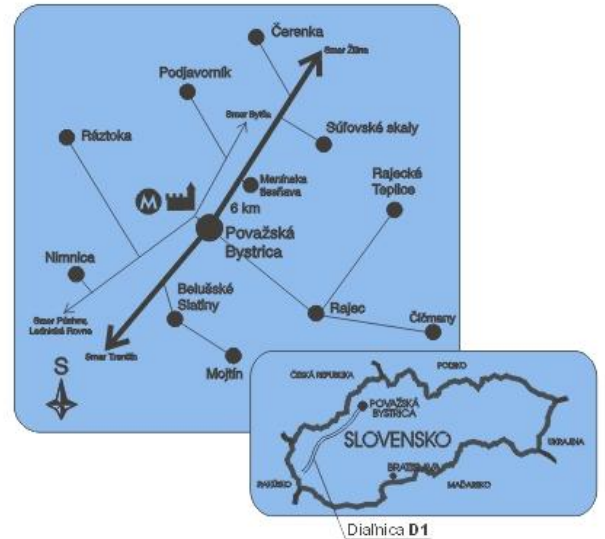 Čerenka
Smer Žilina
Podjavorník
Smer Bytča
Súľovské skaly
Ráztoka
Manínska
tiesňava
Rajecké
Teplice
M
6 km
Považská
Bystrica
Nimnica
Belušské
Slatiny
Rajec
Čičmany
Smer Púchov,
Lednické Rovne
Smer Trenčín
Mojtín
S
ČESKÁ REPUBLIKA
POĽSKO
POVAŽSKÁ
BYSTRICA
SLOVENSKO
UKRAJINA
BRATISLAVA
RAKÚSKO
MAĎARSKO
Diaľnica D1